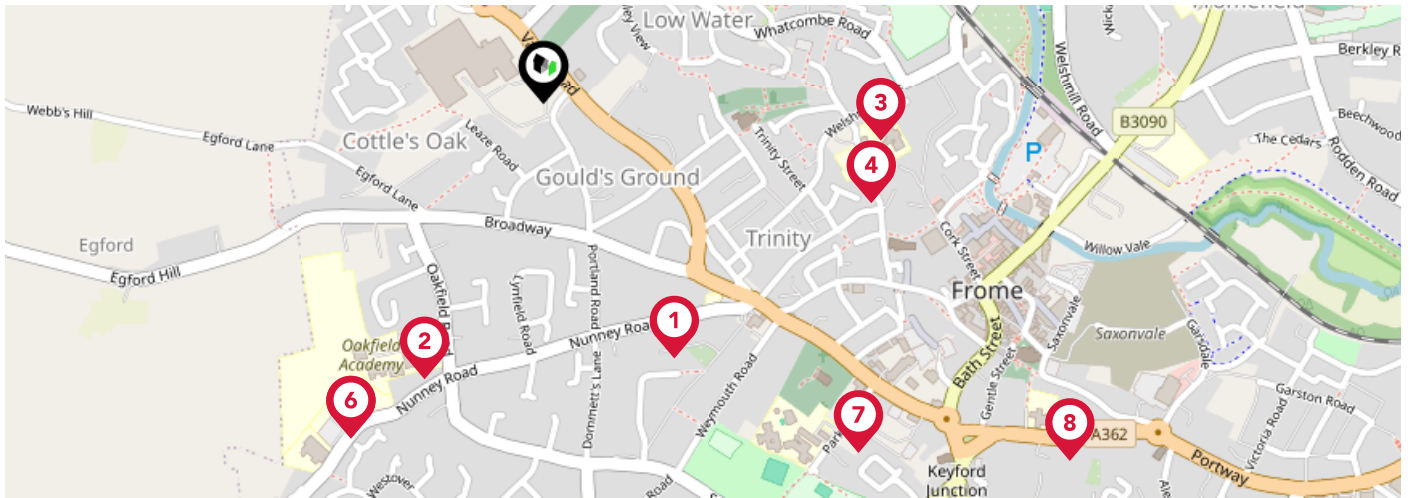 Low Water
Whatcombe Road
Berkley R
Webb's Hill
Egford Lane
Leaze Road
Cottle's Oak
Egford Lane
Gould's Ground
Trinity Street
3
4
P
Welshmill Road
B3090
The Cedars
Beechwood
Rodden Road
Egford
Egford Hill
Broadway
Trinity
Cork Street
Willow Vale
Frome
Oakfield
Lynfield Road
Portland Road
1
Nunney Road
Saxonvale
Saxonvale
Garsdale
Oakfield
Academy
2
Nunney Road
Dommett's Lane
Weymouth Road
Bath Street
Gentle Street
Garston Road
Victoria Road
6
7
Park
8
A362
Portway
Keyford
Junction
Westover
Road